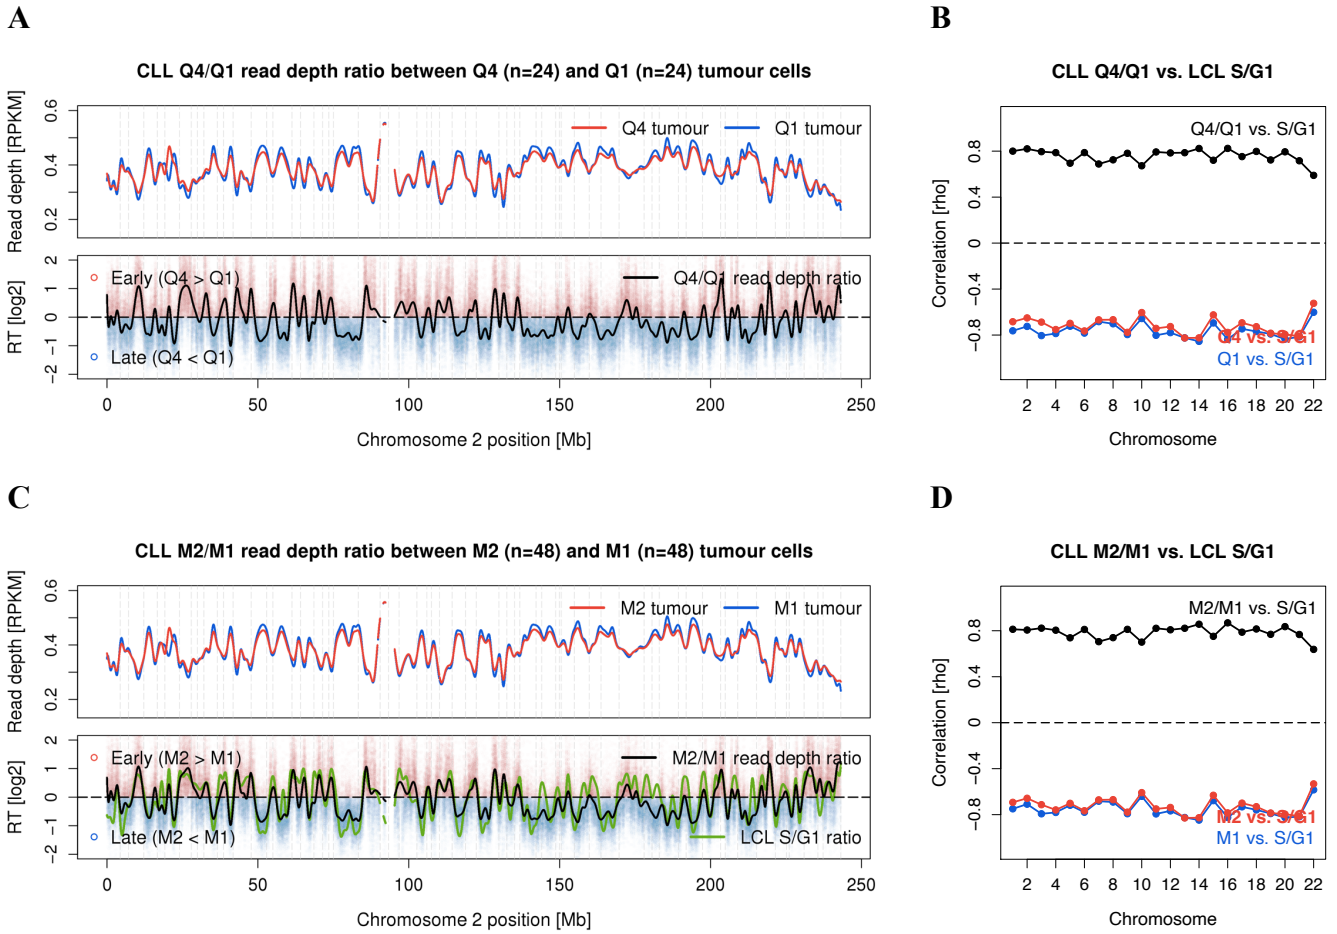 A
CLL Q4/Q1 read depth ratio between Q4 (n=24) and Q1 (n=24) tumour cells
Read depth [RPKM]
0.6
0.4
0.2
Q4 tumour
Q1 tumour
RT [log2]
2
1
0
−1
−2
Early (Q4 > Q1)
Late (Q4 < Q1)
Q4/Q1 read depth ratio
0 50 100 150 200 250
Chromosome 2 position [Mb]
B
CLL Q4/Q1 vs. LCL S/G1
Correlation [rho]
0.8
0.4
0
−0.4
−0.8
Q4/Q1 vs. S/G1
Q4 vs. S/G1
Q1 vs. S/G1
2 4 6 8 10 12 14 16 18 20 22
Chromosome
C
CLL M2/M1 read depth ratio between M2 (n=48) and M1 (n=48) tumour cells
Read depth [RPKM]
0.6
0.4
0.2
M2 tumour
M1 tumour
RT [log2]
2
1
0
−1
−2
Early (M2 > M1)
Late (M2 < M1)
M2/M1 read depth ratio
LCL S/G1 ratio
0 50 100 150 200 250
Chromosome 2 position [Mb]
D
CLL M2/M1 vs. LCL S/G1
Correlation [rho]
0.8
0.4
0
−0.4
−0.8
M2/M1 vs. S/G1
M2 vs. S/G1
M1 vs. S/G1
2 4 6 8 10 12 14 16 18 20 22
Chromosome